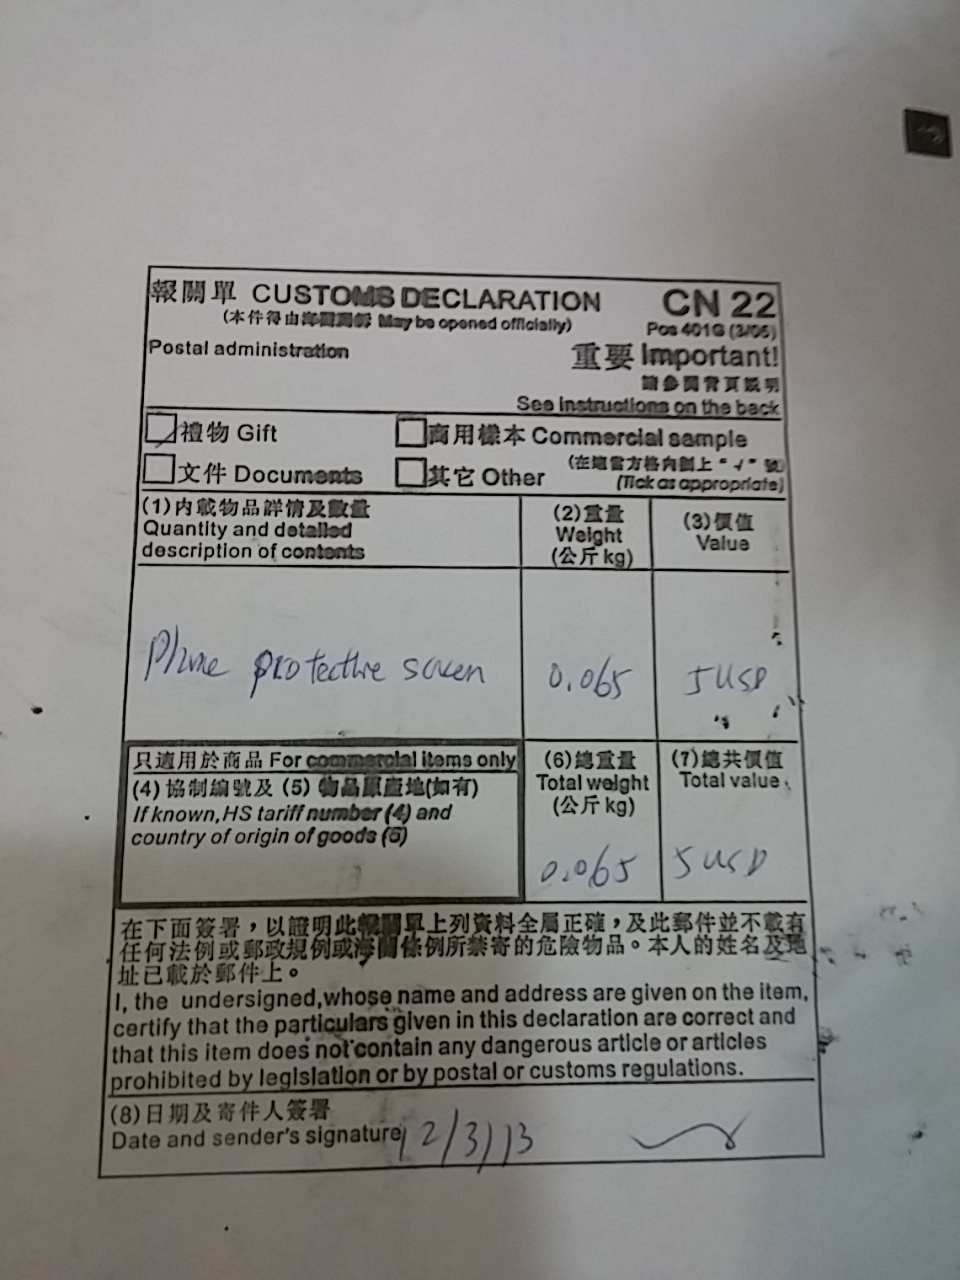 報關單 CUSTOMS DECLARATION
CN 22
(本件得由海關開拆 May be opened officially)
Pos 401G (3/05)
Postal administration
重要 Important!
請參閱背頁說明
See instructions on the back
禮物 Gift
商用樣本 Commercial sample
文件 Documents
其它 Other
(在適當方格內劃上 "√" 號)
(Tick as appropriate)
(1)內載物品詳情及數量
Quantity and detailed
description of contents
(2)重量
Weight
(公斤 kg)
(3)價值
Value
Phone protective screen
0.065
5 USD
只適用於商品 For commercial items only
(4) 協制編號及 (5) 物品原產地(如有)
If known, HS tariff number (4) and
country of origin of goods (5)
(6)總重量
Total weight
(公斤 kg)
(7)總共價值
Total value
0.065
5 USD
在下面簽署，以證明此報關單上列資料全屬正確，及此郵件並不載有
任何法例或郵政規例或海關條例所禁寄的危險物品。本人的姓名及地
址已載於郵件上。
I, the undersigned, whose name and address are given on the item,
certify that the particulars given in this declaration are correct and
that this item does not contain any dangerous article or articles
prohibited by legislation or by postal or customs regulations.
(8)日期及寄件人簽署
Date and sender's signature 12/3/13